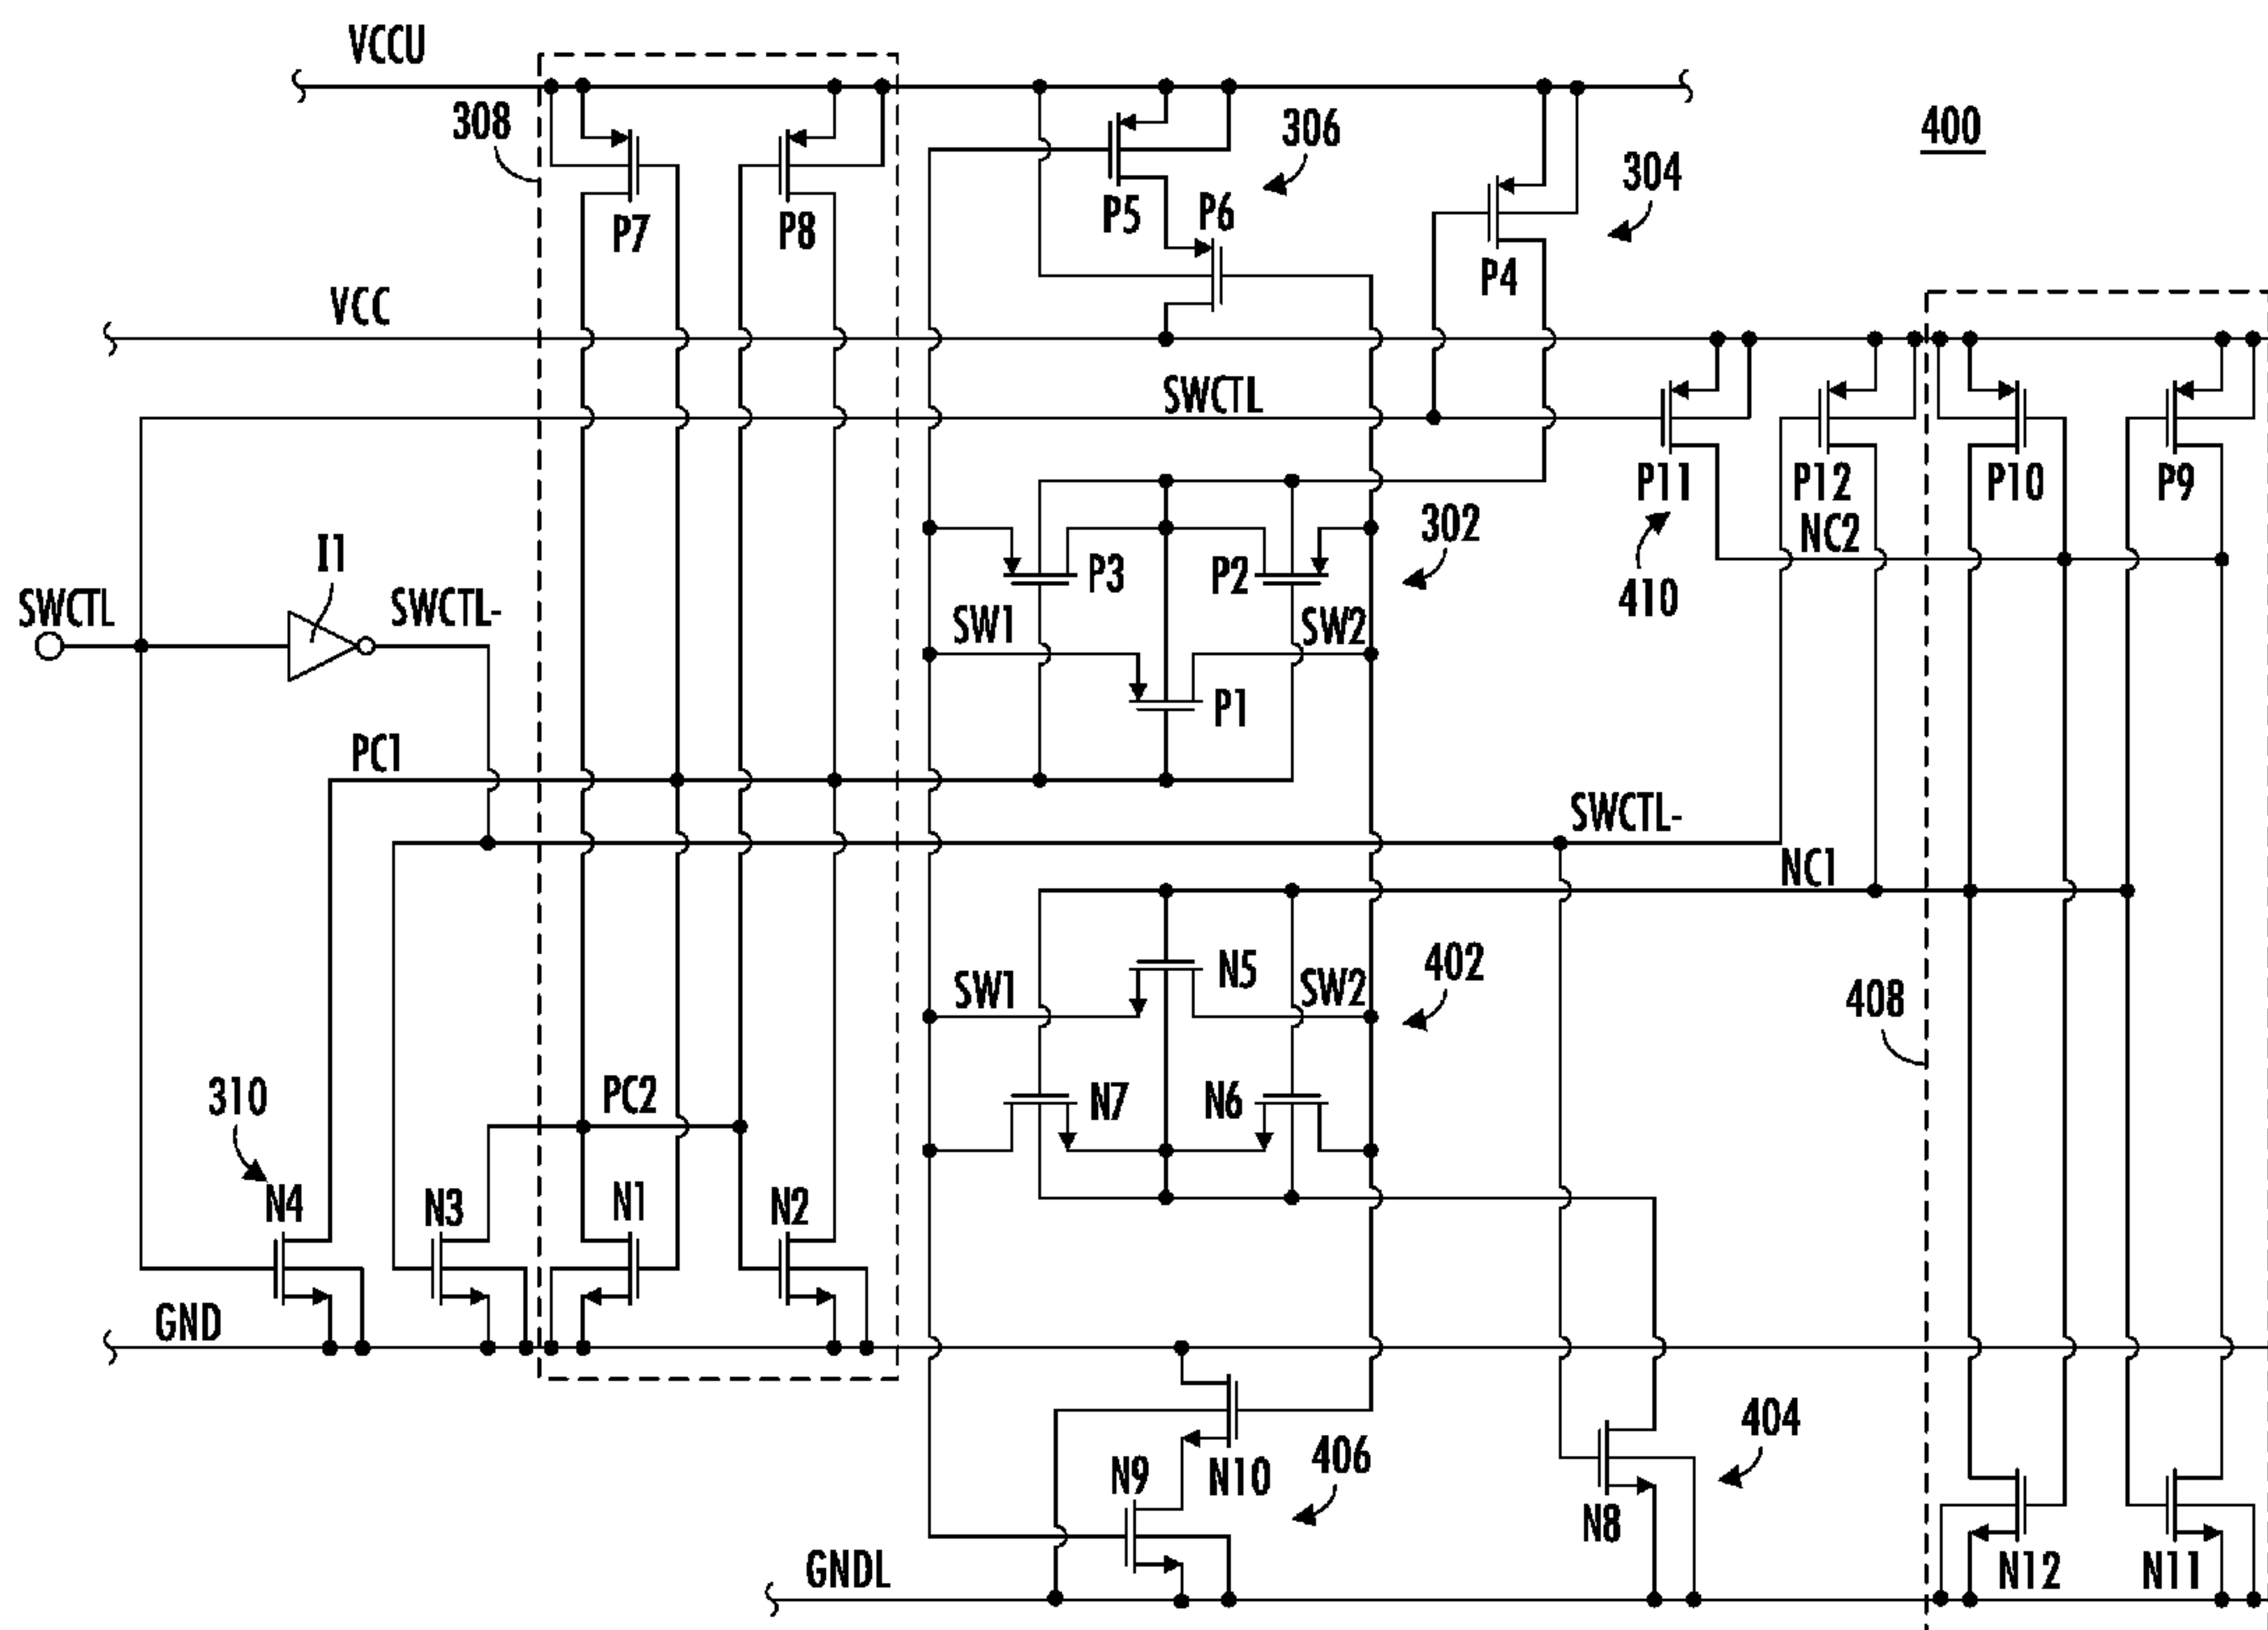 VCCU
308
306
304
400
P7
P8
P5
P6
P4
VCC
SWCTL
P11
P12
P10
P9
NC2
302
I1
P3
P2
410
SWCTL
SWCTL-
SW1
SW2
P1
PC1
SWCTL-
NC1
N5
402
SW1
SW2
408
310
PC2
N7
N6
N4
N3
N1
N2
GND
404
N9
N10
406
N8
GNDL
N12
N11